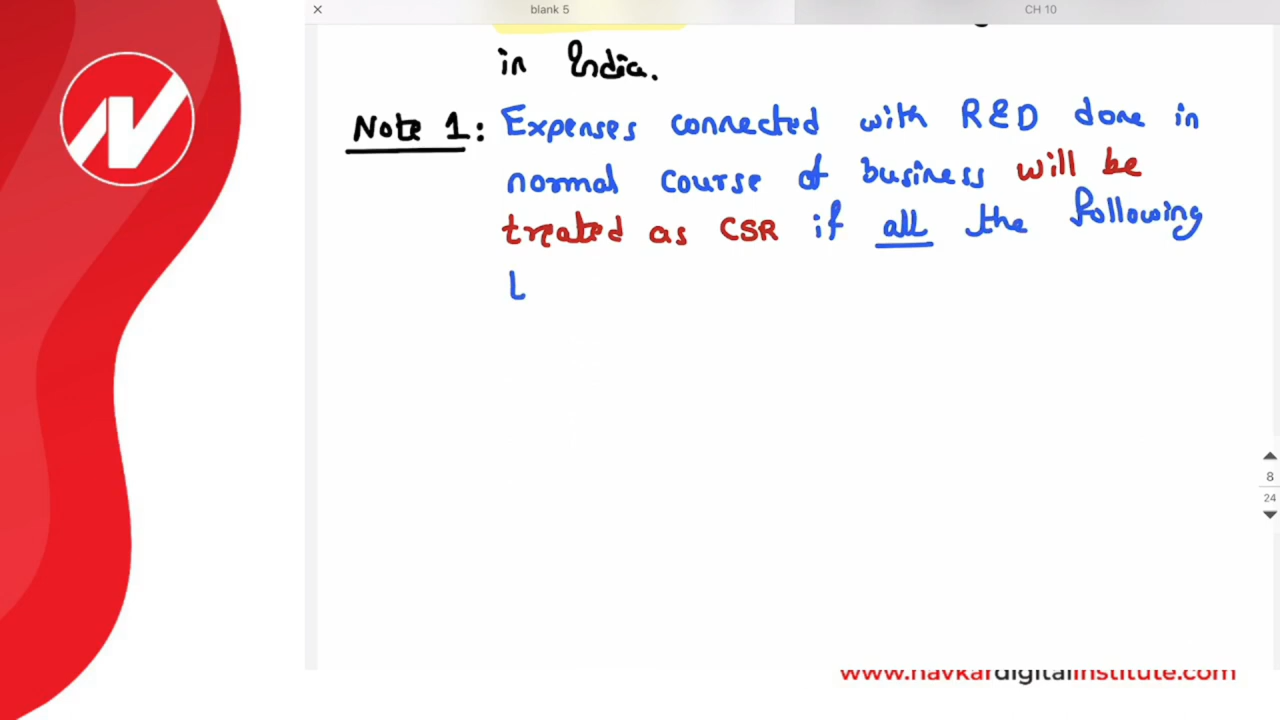 blank 5
CH 10
in India.
Note 1: Expenses connected with R&D done in
normal course of business will be
treated as CSR if all the following
8
24
www.navkardigitalinstitute.com